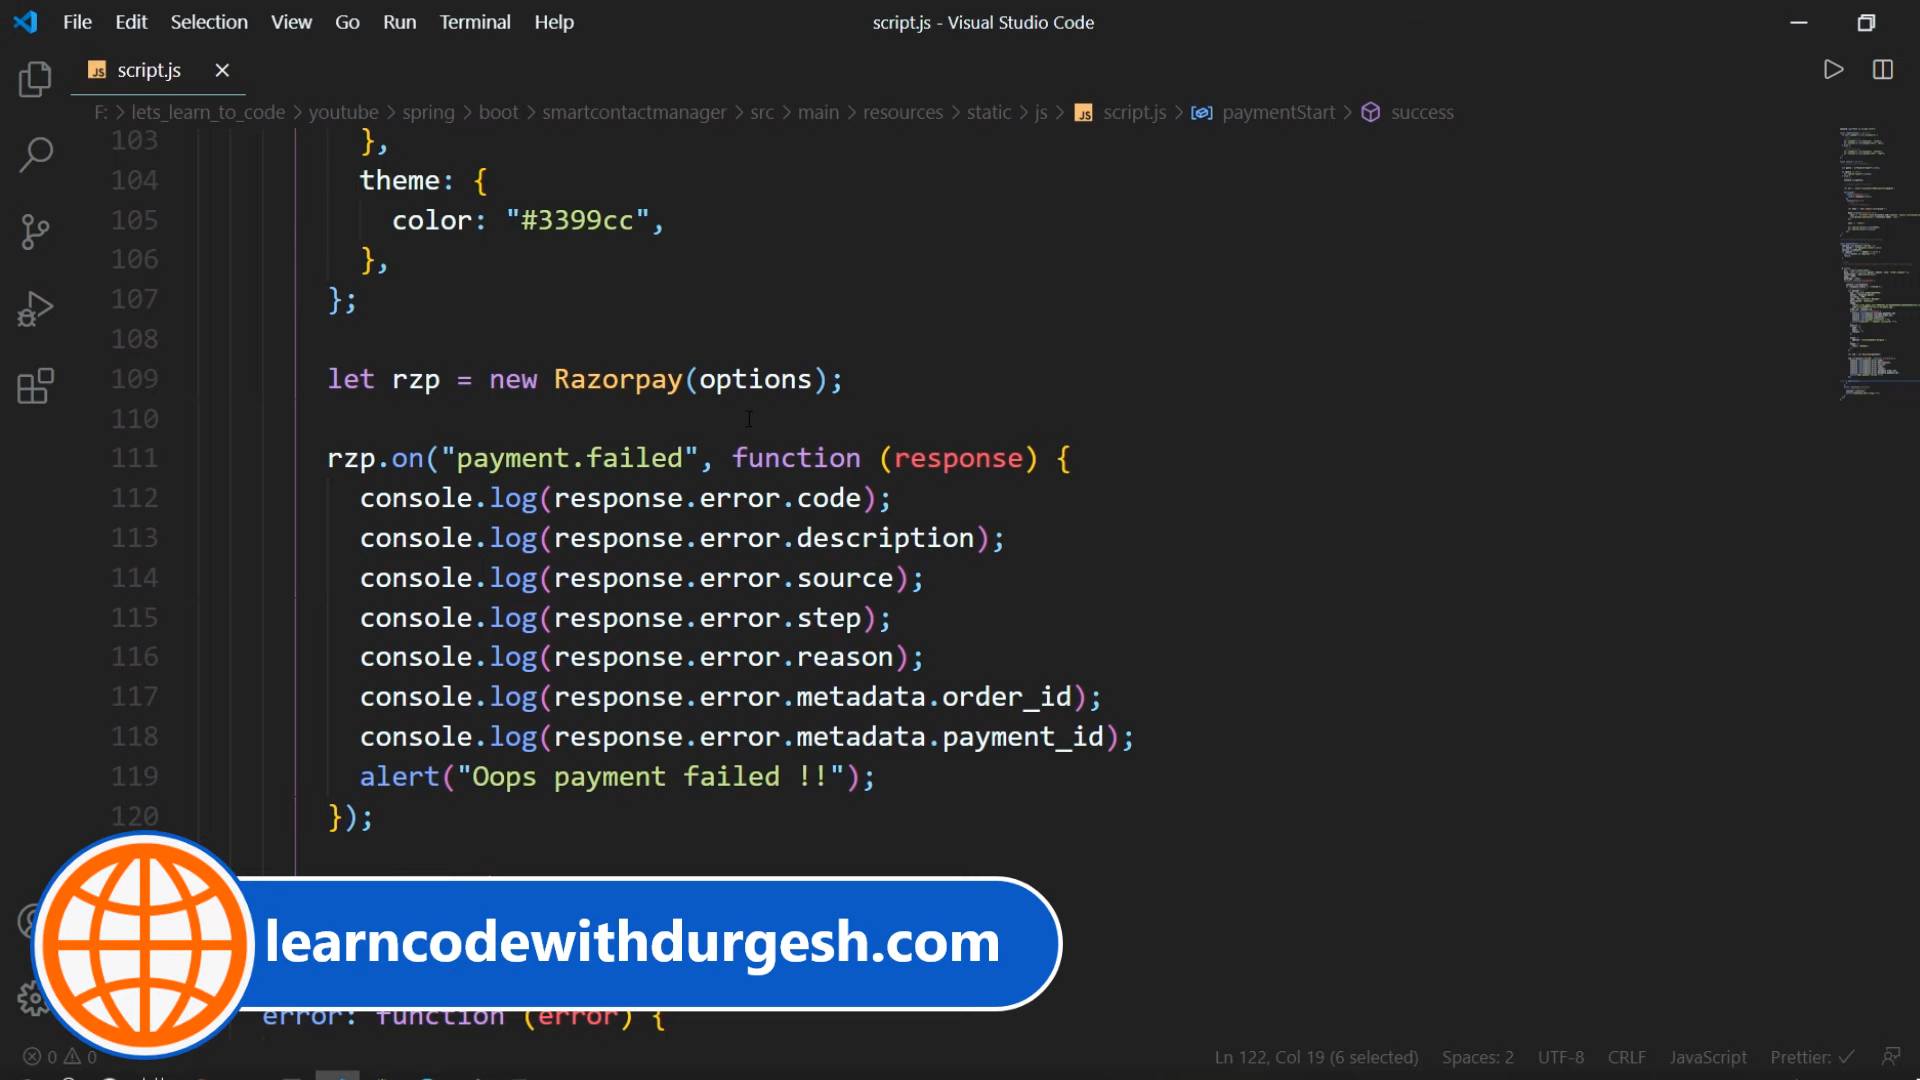 File Edit Selection View Go Run Terminal Help
script.js - Visual Studio Code
JS script.js
F: > lets_learn_to_code > youtube > spring > boot > smartcontactmanager > src > main > resources > static > js > JS script.js > paymentStart > success
103 },
104 theme: {
105 color: "#3399cc",
106 },
107 };
108
109 let rzp = new Razorpay(options);
110
111 rzp.on("payment.failed", function (response) {
112 console.log(response.error.code);
113 console.log(response.error.description);
114 console.log(response.error.source);
115 console.log(response.error.step);
116 console.log(response.error.reason);
117 console.log(response.error.metadata.order_id);
118 console.log(response.error.metadata.payment_id);
119 alert("Oops payment failed !!");
120 });
learncodewithdurgesh.com
error: function (error) {
0 0
Ln 122, Col 19 (6 selected) Spaces: 2 UTF-8 CRLF JavaScript Prettier: ✓